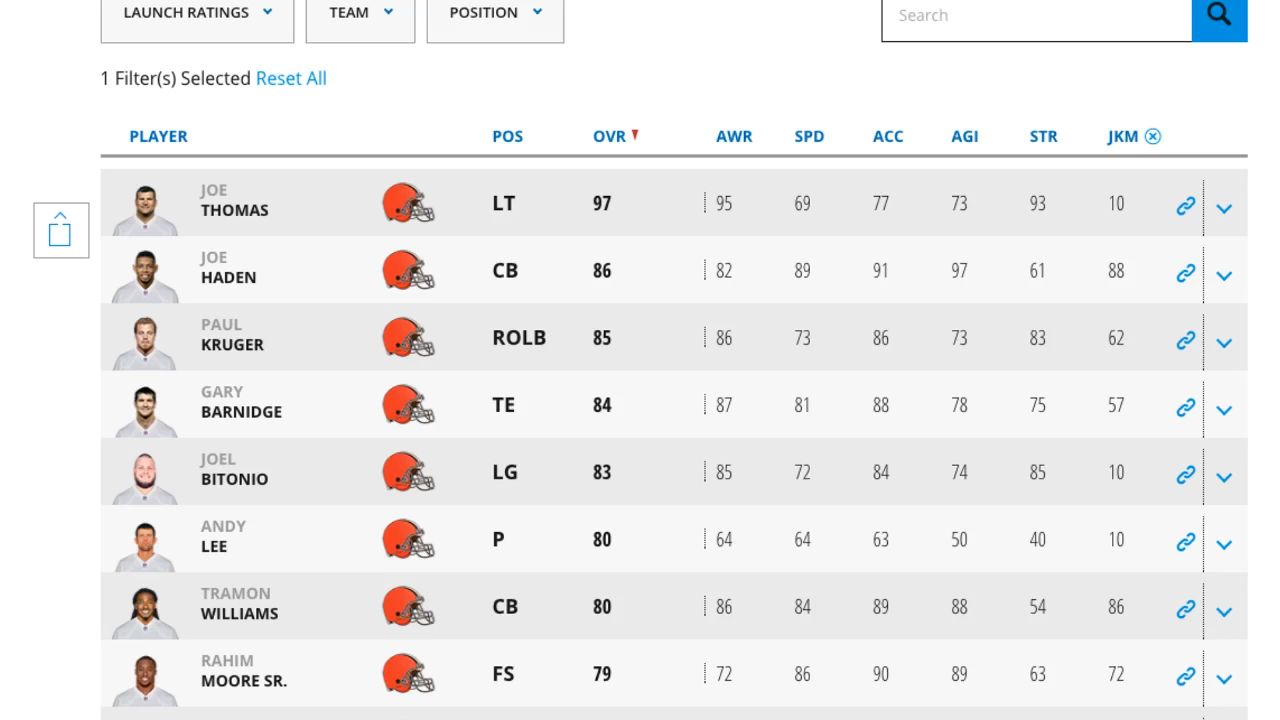 LAUNCH RATINGS TEAM POSITION Search
1 Filter(s) Selected Reset All
PLAYER POS OVR AWR SPD ACC AGI STR JKM
JOE
THOMAS LT 97 95 69 77 73 93 10
JOE
HADEN CB 86 82 89 91 97 61 88
PAUL
KRUGER ROLB 85 86 73 86 73 83 62
GARY
BARNIDGE TE 84 87 81 88 78 75 57
JOEL
BITONIO LG 83 85 72 84 74 85 10
ANDY
LEE P 80 64 64 63 50 40 10
TRAMON
WILLIAMS CB 80 86 84 89 88 54 86
RAHIM
MOORE SR. FS 79 72 86 90 89 63 72